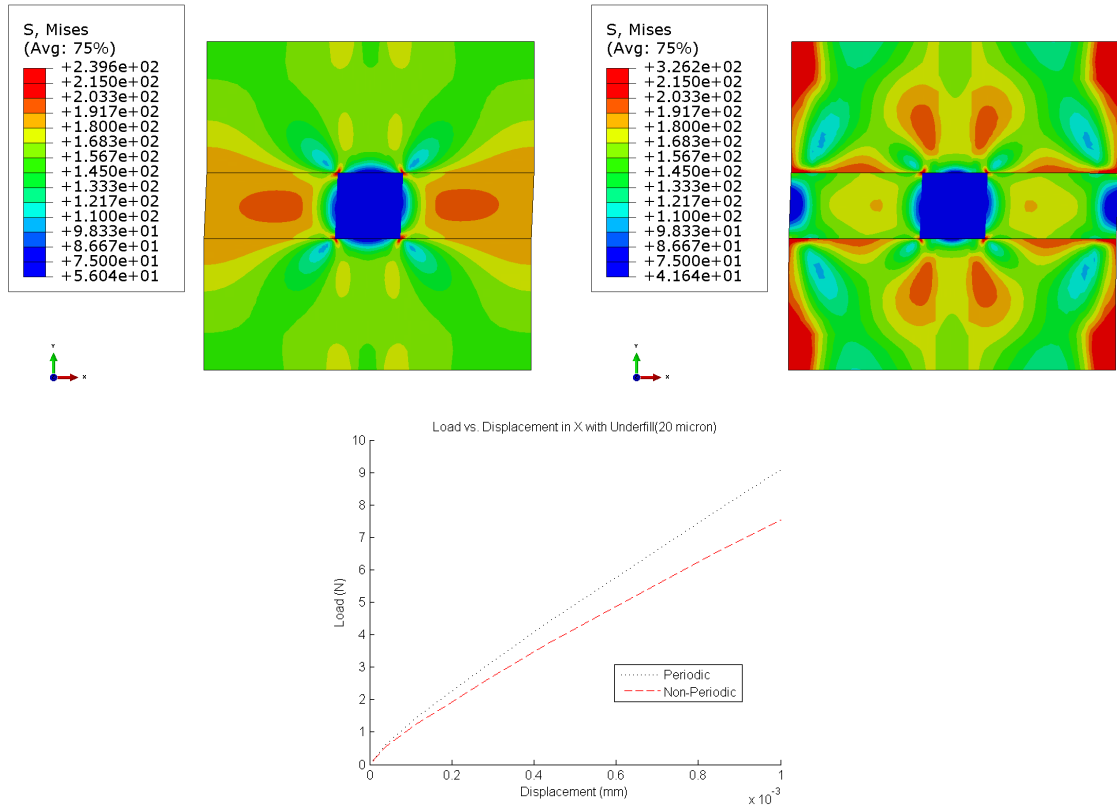 S, Mises
(Avg: 75%)
+2.396e+02
+2.150e+02
+2.033e+02
+1.917e+02
+1.800e+02
+1.683e+02
+1.567e+02
+1.450e+02
+1.333e+02
+1.217e+02
+1.100e+02
+9.833e+01
+8.667e+01
+7.500e+01
+5.604e+01
Y
X
S, Mises
(Avg: 75%)
+3.262e+02
+2.150e+02
+2.033e+02
+1.917e+02
+1.800e+02
+1.683e+02
+1.567e+02
+1.450e+02
+1.333e+02
+1.217e+02
+1.100e+02
+9.833e+01
+8.667e+01
+7.500e+01
+4.164e+01
Y
X
Load vs. Displacement in X with Underfill(20 micron)
10
9
8
7
6
5
4
3
2
1
0
Load (N)
Periodic
Non-Periodic
0 0.2 0.4 0.6 0.8 1
Displacement (mm)
x 10⁻³